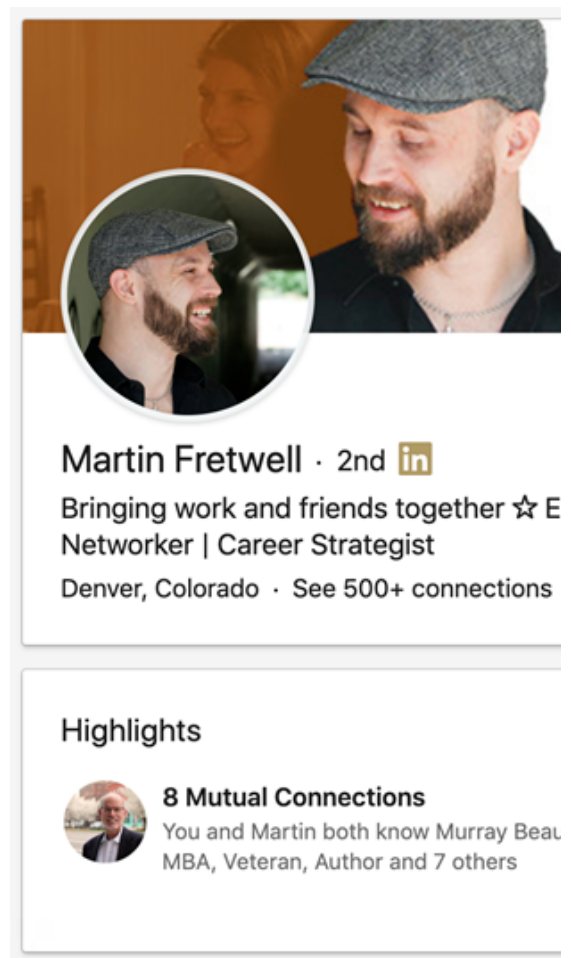 Martin Fretwell · 2nd in
Bringing work and friends together ☆ E
Networker | Career Strategist
Denver, Colorado · See 500+ connections
Highlights
8 Mutual Connections
You and Martin both know Murray Beau
MBA, Veteran, Author and 7 others